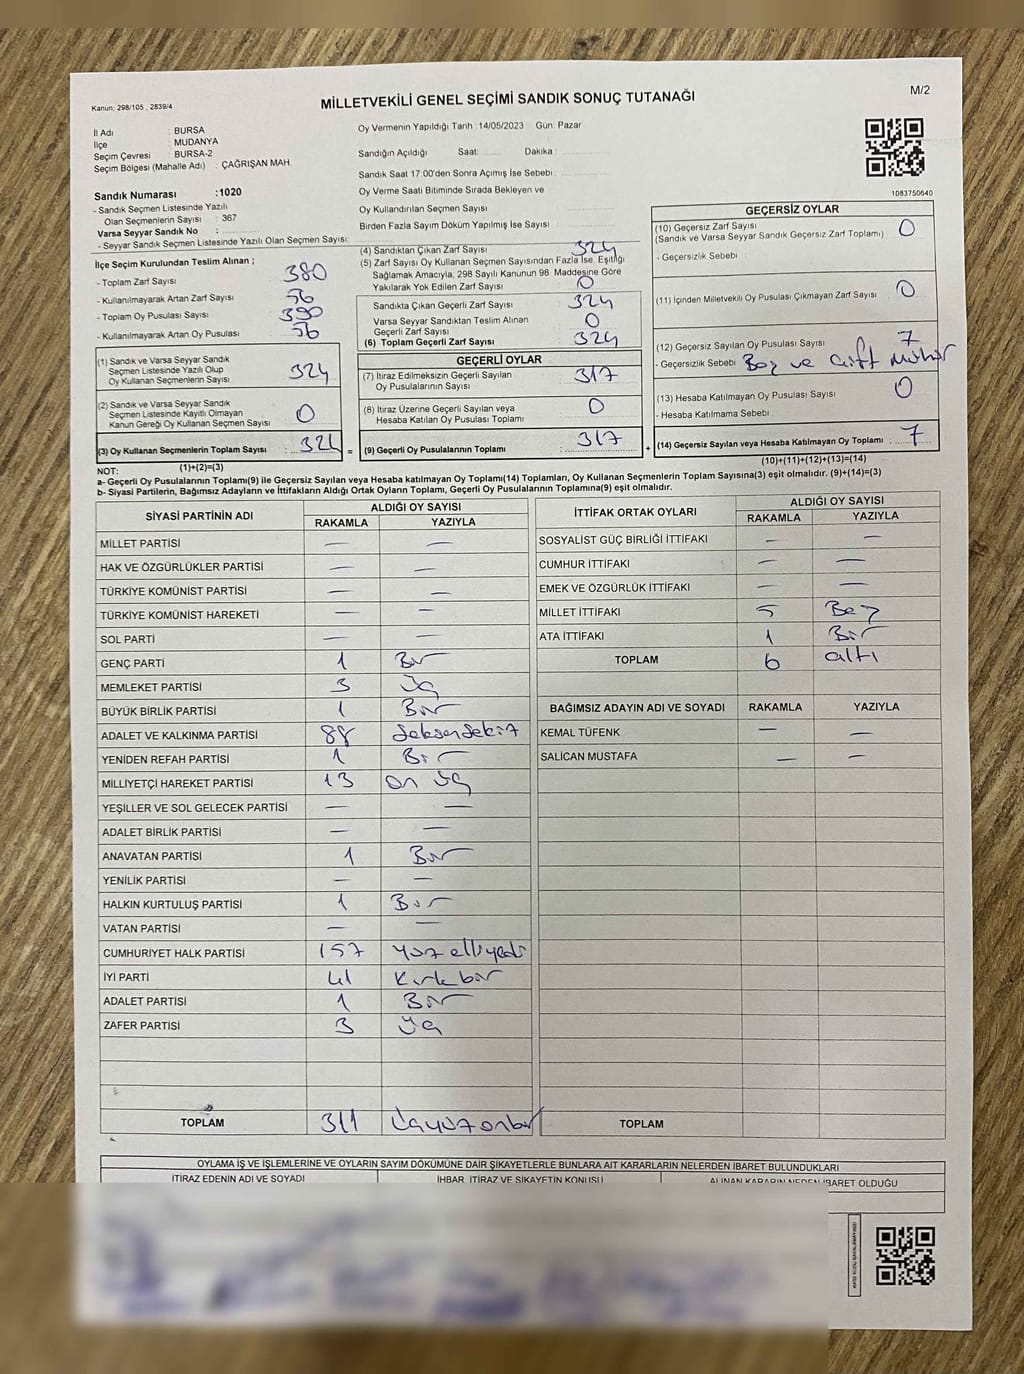 Kanun: 298/105 , 2839/4
MİLLETVEKİLİ GENEL SEÇİMİ SANDIK SONUÇ TUTANAĞI
M/2
İl Adı : BURSA
İlçe : MUDANYA
Seçim Çevresi : BURSA-2
Seçim Bölgesi (Mahalle Adı) : ÇAĞRIŞAN MAH.
Sandık Numarası :1020
- Sandık Seçmen Listesinde Yazılı
Olan Seçmenlerin Sayısı : 367
Varsa Seyyar Sandık No :
- Seyyar Sandık Seçmen Listesinde Yazılı Olan Seçmen Sayısı:
Oy Vermenin Yapıldığı Tarih :14/05/2023 Gün: Pazar
Sandığın Açıldığı Saat: Dakika :
Sandık Saat 17:00'den Sonra Açımış İse Sebebi :
Oy Verme Saati Bitiminde Sırada Bekleyen ve
Oy Kullandırılan Seçmen Sayısı :
Birden Fazla Sayım Döküm Yapılmış İse Sayısı :
1083750640
İlçe Seçim Kurulundan Teslim Alınan ;
- Toplam Zarf Sayısı : 380
- Kullanılmayarak Artan Zarf Sayısı : 56
- Toplam Oy Pusulası Sayısı : 390
- Kullanılmayarak Artan Oy Pusulası : 56
(1) Sandık ve Varsa Seyyar Sandık
Seçmen Listesinde Yazılı Olup
Oy Kullanan Seçmenlerin Sayısı : 324
(2) Sandık ve Varsa Seyyar Sandık
Seçmen Listesinde Kayıtlı Olmayan
Kanun Gereği Oy Kullanan Seçmen Sayısı : 0
(3) Oy Kullanan Seçmenlerin Toplam Sayısı : 324
(1)+(2)=(3)
(4) Sandıktan Çıkan Zarf Sayısı : 324
(5) Zarf Sayısı Oy Kullanan Seçmen Sayısından Fazla İse, Eşitliği
Sağlamak Amacıyla, 298 Sayılı Kanunun 98. Maddesine Göre
Yakılarak Yok Edilen Zarf Sayısı : 0
Sandıkta Çıkan Geçerli Zarf Sayısı : 324
Varsa Seyyar Sandıktan Teslim Alınan
Geçerli Zarf Sayısı : 0
(6) Toplam Geçerli Zarf Sayısı : 324
GEÇERLİ OYLAR
(7) İtiraz Edilmeksizin Geçerli Sayılan
Oy Pusulalarının Sayısı : 317
(8) İtiraz Üzerine Geçerli Sayılan veya
Hesaba Katılan Oy Pusulası Toplamı : 0
= (9) Geçerli Oy Pusulalarının Toplamı : 317
GEÇERSİZ OYLAR
(10) Geçersiz Zarf Sayısı : 0
(Sandık ve Varsa Seyyar Sandık Geçersiz Zarf Toplamı)
- Geçersizlik Sebebi :
(11) İçinden Milletvekili Oy Pusulası Çıkmayan Zarf Sayısı : 0
(12) Geçersiz Sayılan Oy Pusulası Sayısı : 7
- Geçersizlik Sebebi : Boş ve Çift mühür
(13) Hesaba Katılmayan Oy Pusulası Sayısı : 0
- Hesaba Katılmama Sebebi :
+ (14) Geçersiz Sayılan veya Hesaba Katılmayan Oy Toplamı : 7
(10)+(11)+(12)+(13)=(14)
NOT:
a- Geçerli Oy Pusulalarının Toplamı(9) ile Geçersiz Sayılan veya Hesaba katılmayan Oy Toplamı(14) Toplamları, Oy Kullanan Seçmenlerin Toplam Sayısına(3) eşit olmalıdır. (9)+(14)=(3)
b- Siyasi Partilerin, Bağımsız Adayların ve İttifakların Aldığı Ortak Oyların Toplamı, Geçerli Oy Pusulalarının Toplamına(9) eşit olmalıdır.
SİYASİ PARTİNİN ADI ALDIĞI OY SAYISI
RAKAMLA YAZIYLA
MİLLET PARTİSİ — —
HAK VE ÖZGÜRLÜKLER PARTİSİ — —
TÜRKİYE KOMÜNİST PARTİSİ — —
TÜRKİYE KOMÜNİST HAREKETİ — —
SOL PARTİ — —
GENÇ PARTİ 1 Bir
MEMLEKET PARTİSİ 3 Üç
BÜYÜK BİRLİK PARTİSİ 1 Bir
ADALET VE KALKINMA PARTİSİ 88 Seksensekiz
YENİDEN REFAH PARTİSİ 1 Bir
MİLLİYETÇİ HAREKET PARTİSİ 13 On üç
YEŞİLLER VE SOL GELECEK PARTİSİ — —
ADALET BİRLİK PARTİSİ — —
ANAVATAN PARTİSİ 1 Bir
YENİLİK PARTİSİ — —
HALKIN KURTULUŞ PARTİSİ 1 Bir
VATAN PARTİSİ — —
CUMHURİYET HALK PARTİSİ 157 Yüz elliyedi
İYİ PARTİ 41 Kırkbir
ADALET PARTİSİ 1 Bir
ZAFER PARTİSİ 3 Üç
TOPLAM 311 Üçyüzonbir
İTTİFAK ORTAK OYLARI ALDIĞI OY SAYISI
RAKAMLA YAZIYLA
SOSYALİST GÜÇ BİRLİĞİ İTTİFAKI — —
CUMHUR İTTİFAKI — —
EMEK VE ÖZGÜRLÜK İTTİFAKI — —
MİLLET İTTİFAKI 5 Beş
ATA İTTİFAKI 1 Bir
TOPLAM 6 altı
BAĞIMSIZ ADAYIN ADI VE SOYADI RAKAMLA YAZIYLA
KEMAL TÜFENK — —
SALİCAN MUSTAFA — —
TOPLAM
OYLAMA İŞ VE İŞLEMLERİNE VE OYLARIN SAYIM DÖKÜMÜNE DAİR ŞİKAYETLERLE BUNLARA AİT KARARLARIN NELERDEN İBARET BULUNDUKLARI
İTİRAZ EDENİN ADI VE SOYADI İHBAR, İTİRAZ VE ŞİKAYETİN KONUSU ALINAN KARARIN NEDEN İBARET OLDUĞU